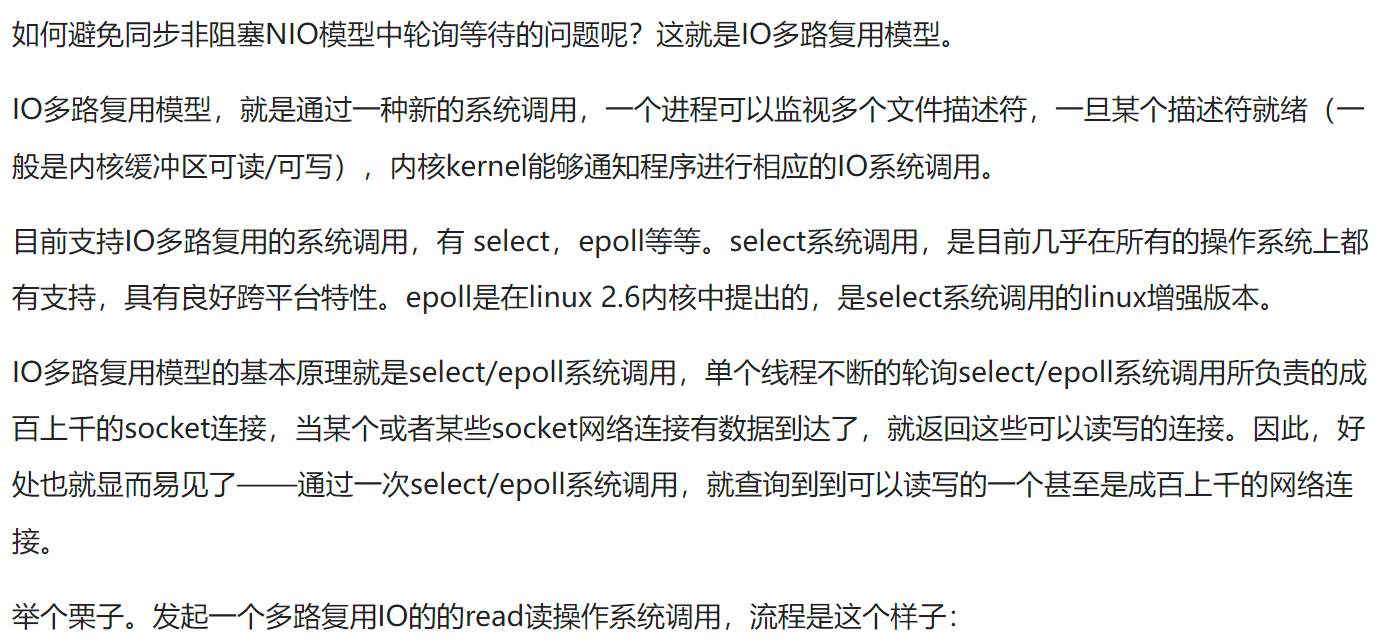 如何避免同步非阻塞NIO模型中轮询等待的问题呢？这就是IO多路复用模型。
IO多路复用模型，就是通过一种新的系统调用，一个进程可以监视多个文件描述符，一旦某个描述符就绪（一
般是内核缓冲区可读/可写），内核kernel能够通知程序进行相应的IO系统调用。
目前支持IO多路复用的系统调用，有 select，epoll等等。select系统调用，是目前几乎在所有的操作系统上都
有支持，具有良好跨平台特性。epoll是在linux 2.6内核中提出的，是select系统调用的linux增强版本。
IO多路复用模型的基本原理就是select/epoll系统调用，单个线程不断的轮询select/epoll系统调用所负责的成
百上千的socket连接，当某个或者某些socket网络连接有数据到达了，就返回这些可以读写的连接。因此，好
处也就显而易见了——通过一次select/epoll系统调用，就查询到到可以读写的一个甚至是成百上千的网络连
接。
举个栗子。发起一个多路复用IO的的read读操作系统调用，流程是这个样子：